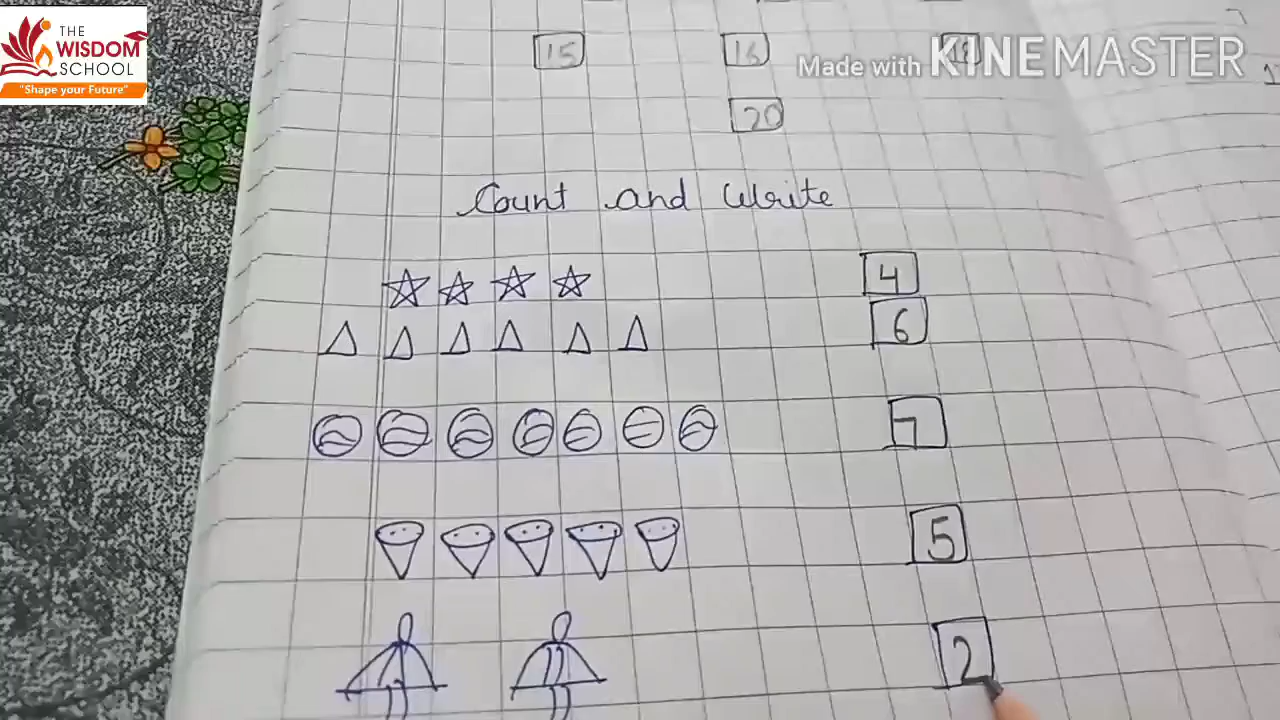 THE
WISDOM
SCHOOL
"Shape your Future"
Made with KINEMASTER
15 16 18
20
Count and Write
4
6
7
5
2